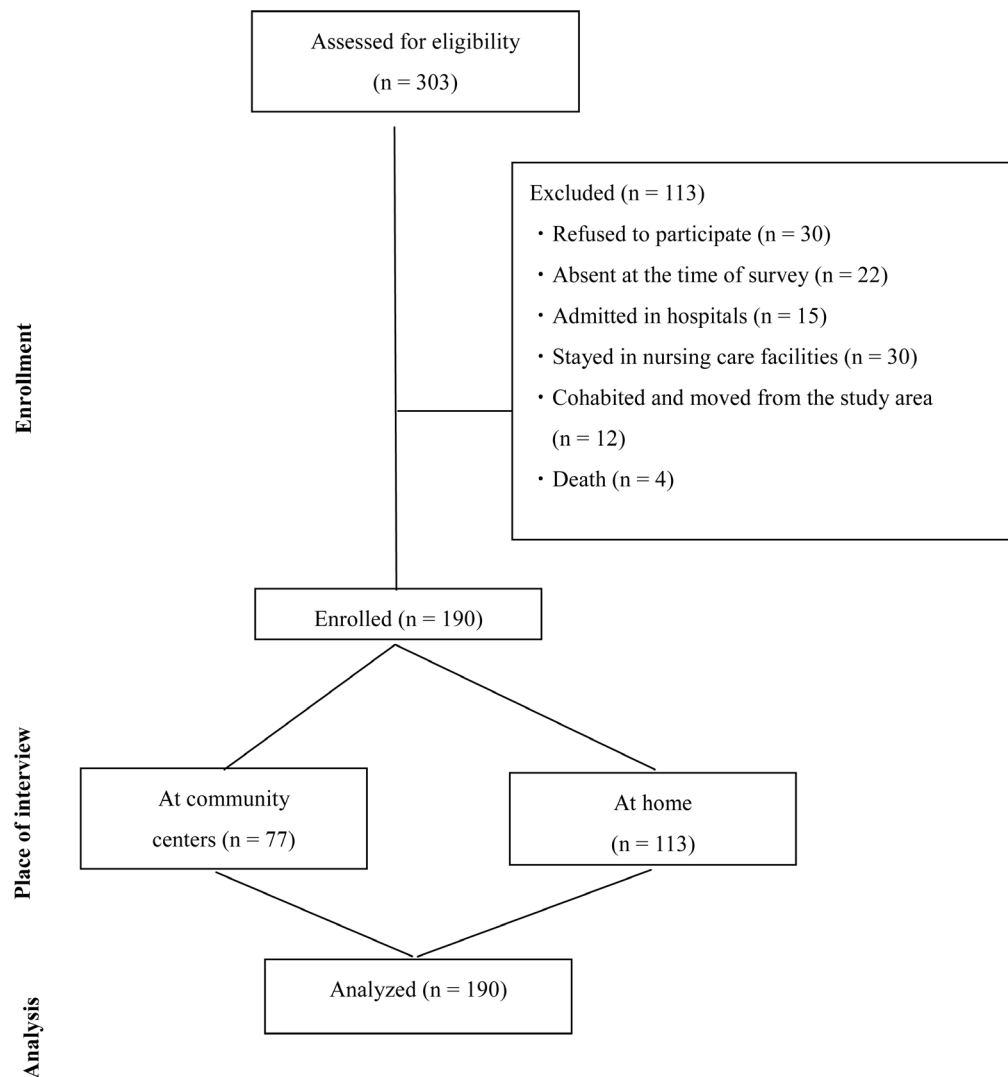 Assessed for eligibility
(n = 303)
Enrollment
Excluded (n = 113)
・Refused to participate (n = 30)
・Absent at the time of survey (n = 22)
・Admitted in hospitals (n = 15)
・Stayed in nursing care facilities (n = 30)
・Cohabited and moved from the study area
(n = 12)
・Death (n = 4)
Enrolled (n = 190)
Place of interview
At community
centers (n = 77)
At home
(n = 113)
Analysis
Analyzed (n = 190)